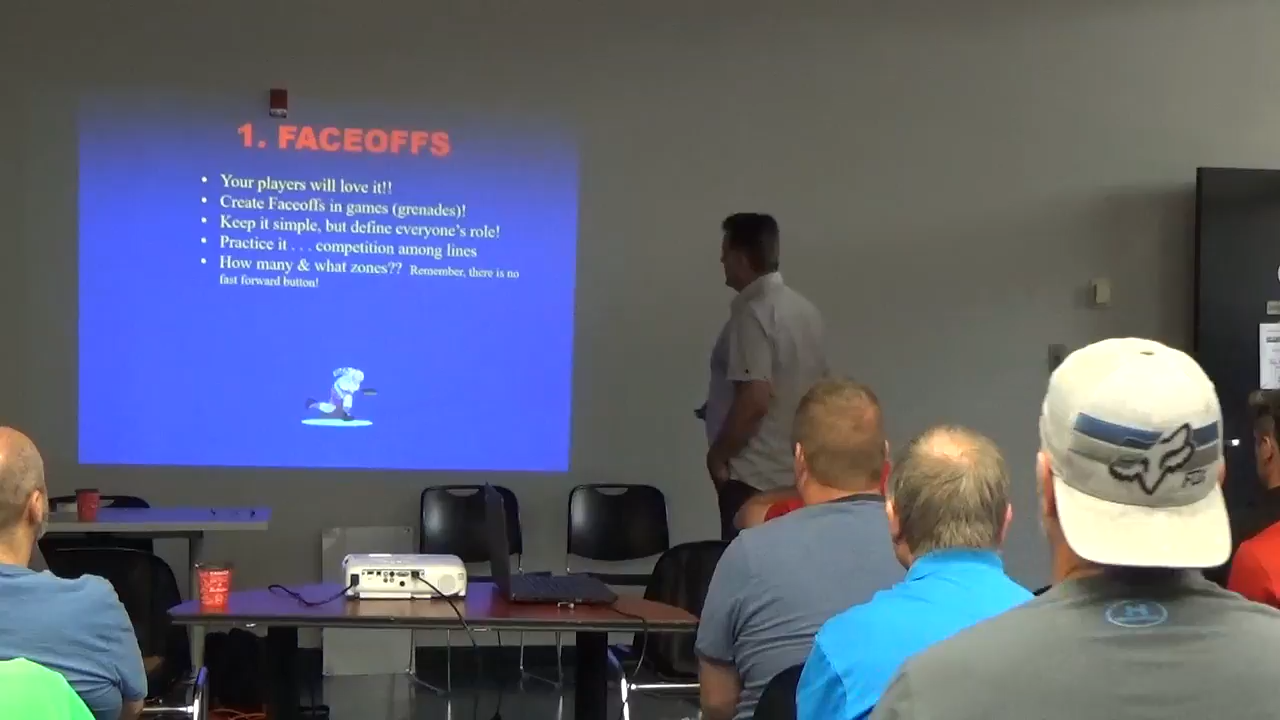 1. FACEOFFS
• Your players will love it!!
• Create Faceoffs in games (grenades)!
• Keep it simple, but define everyone's role!
• Practice it . . . competition among lines
• How many & what zones?? Remember, there is no
fast forward button!
FOX